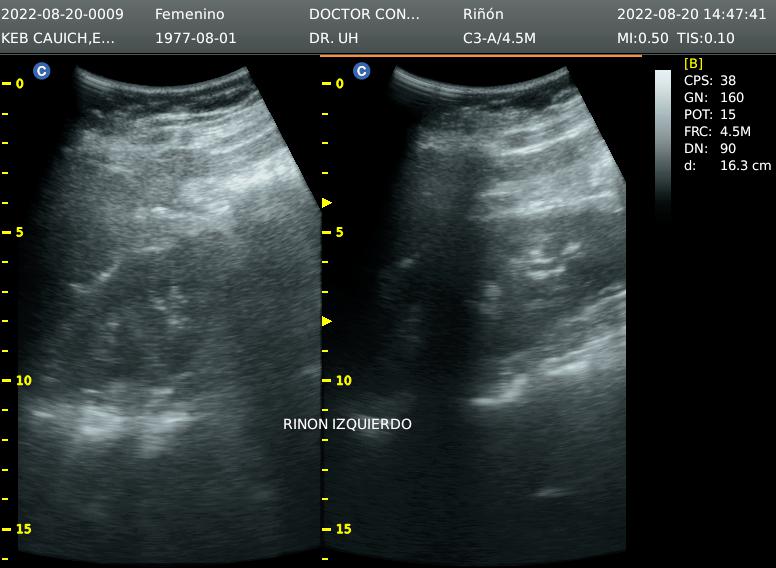 2022-08-20-0009 Femenino DOCTOR CON... Riñón 2022-08-20 14:47:41
KEB CAUICH,E... 1977-08-01 DR. UH C3-A/4.5M MI:0.50 TIS:0.10
C C
[B]
0 0
CPS: 38
GN: 160
POT: 15
FRC: 4.5M
DN: 90
d: 16.3 cm
5 5
10 10
RINON IZQUIERDO
15 15